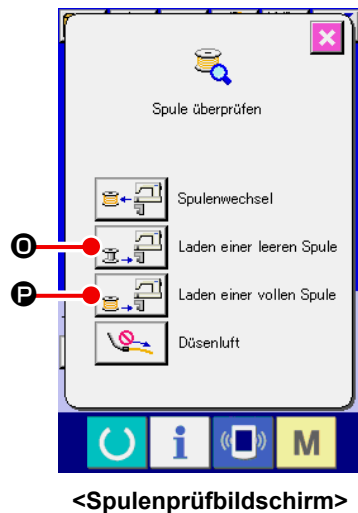 Spule überprüfen
Spulenwechsel
O
Laden einer leeren Spule
P
Laden einer vollen Spule
Düsenluft
i
M
<Spulenprüfbildschirm>